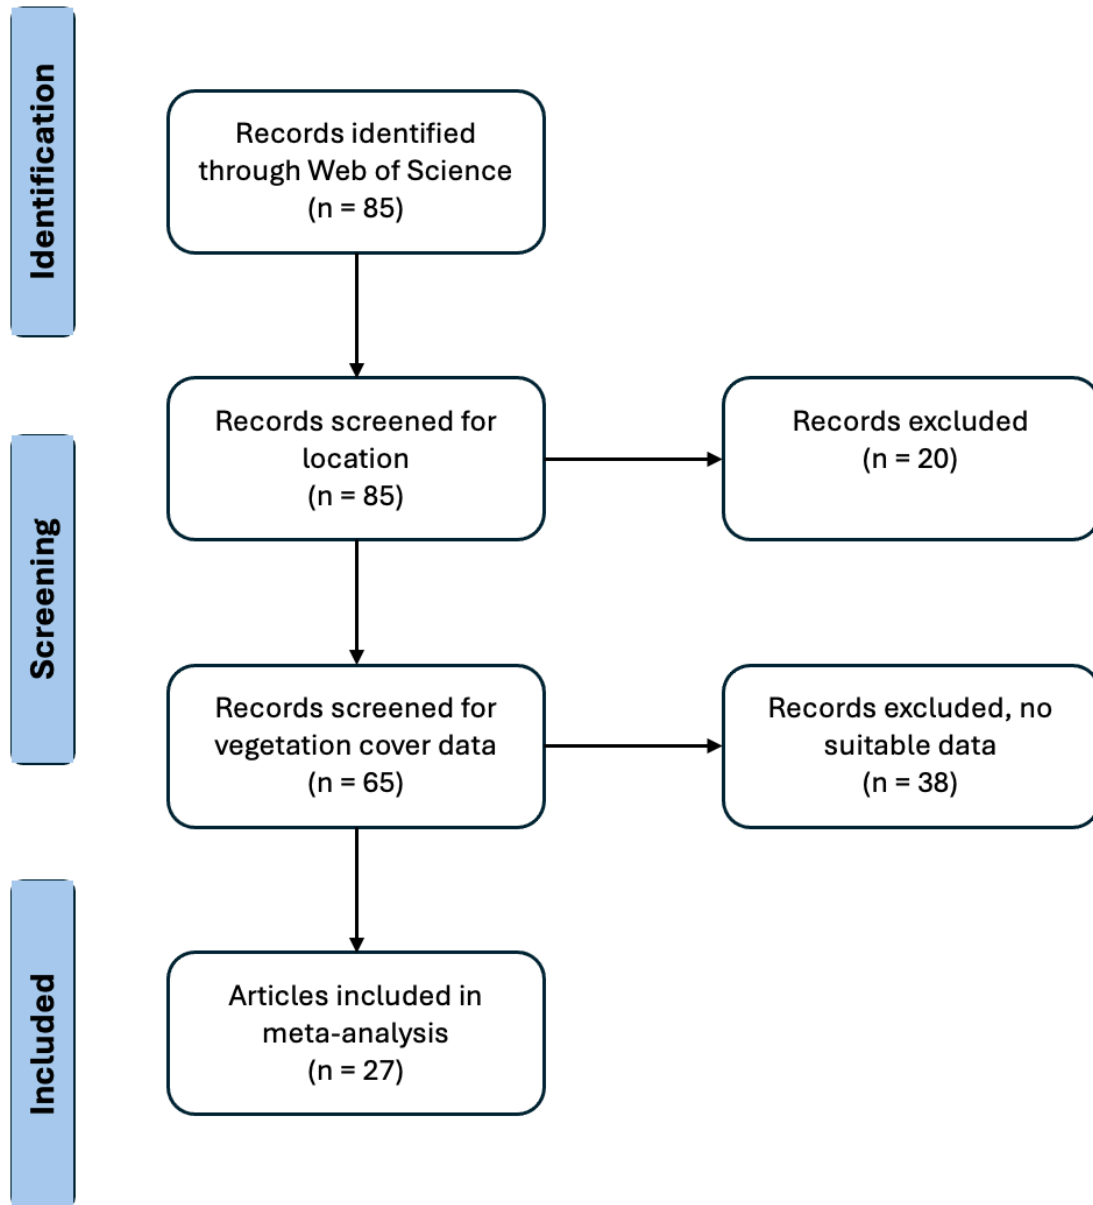 Identification
Records identified
through Web of Science
(n = 85)
Screening
Records screened for
location
(n = 85)
Records excluded
(n = 20)
Records screened for
vegetation cover data
(n = 65)
Records excluded, no
suitable data
(n = 38)
Included
Articles included in
meta-analysis
(n = 27)